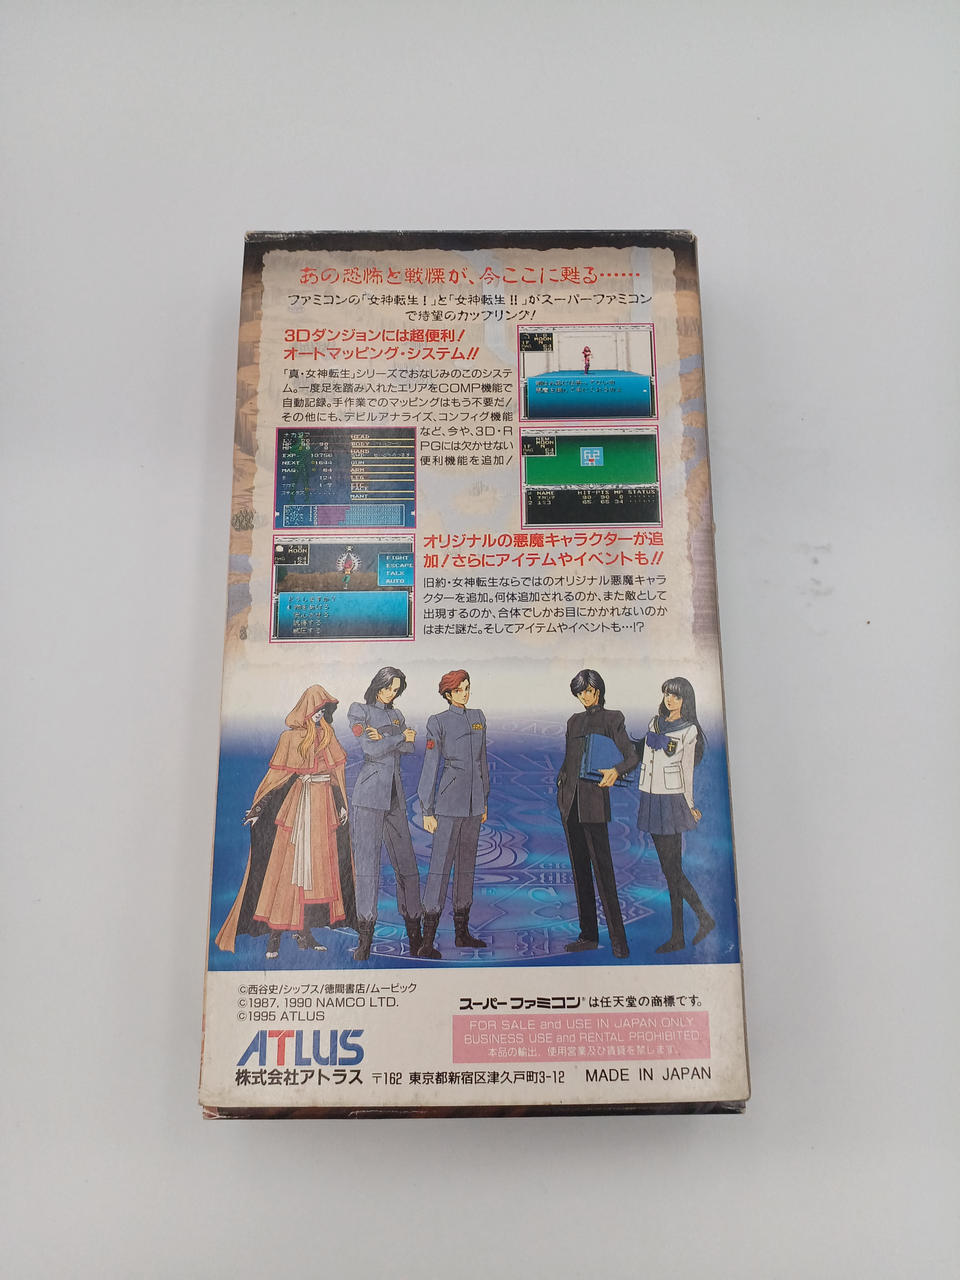 あの恐怖と戦慄が、今ここに甦る……
ファミコンの「女神転生Ⅰ」と「女神転生Ⅱ」がスーパーファミコン
で待望のカップリング!
3Dダンジョンには超便利!
オートマッピング・システム!!
「真・女神転生」シリーズでおなじみのこのシステ
ム。一度足を踏み入れたエリアをCOMP機能で
自動記録。手作業でのマッピングはもう不要だ!
その他にも、デビルアナライズ、コンフィグ機能
など、今や、3D・R
PGには欠かせない
便利機能を追加!
HEAD
BODY
HAND
EXP. 10756
NEXT 1644
GUN
ARM
LEG
MANT
NEW
MOON
NAME HIT-PTS MP STATUS
MOON
FIGHT
ESCAPE
TALK
AUTO
オリジナルの悪魔キャラクターが追
加!さらにアイテムやイベントも!!
旧約・女神転生ならではのオリジナル悪魔キャラ
クターを追加。何体追加されるのか、また敵として
出現するのか、合体でしかお目にかかれないのか
はまだ謎だ。そしてアイテムやイベントも…!?
©西谷史/シップス/徳間書店/ムービック
©1987, 1990 NAMCO LTD.
©1995 ATLUS
スーパーファミコン®は任天堂の商標です。
FOR SALE and USE IN JAPAN ONLY.
BUSINESS USE and RENTAL PROHIBITED.
本品の輸出、使用営業及び賃貸を禁じます。
ATLUS
株式会社アトラス 〒162 東京都新宿区津久戸町3-12 MADE IN JAPAN